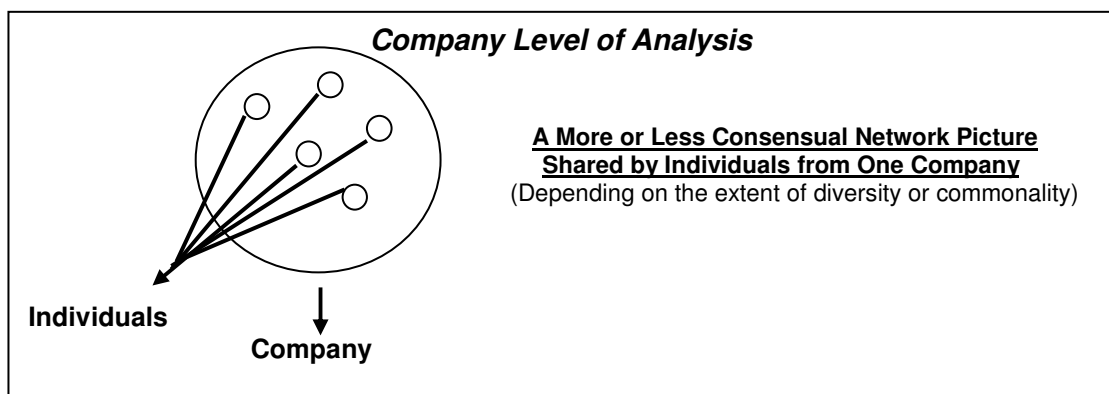 Company Level of Analysis
A More or Less Consensual Network Picture
Shared by Individuals from One Company
(Depending on the extent of diversity or commonality)
Individuals
Company